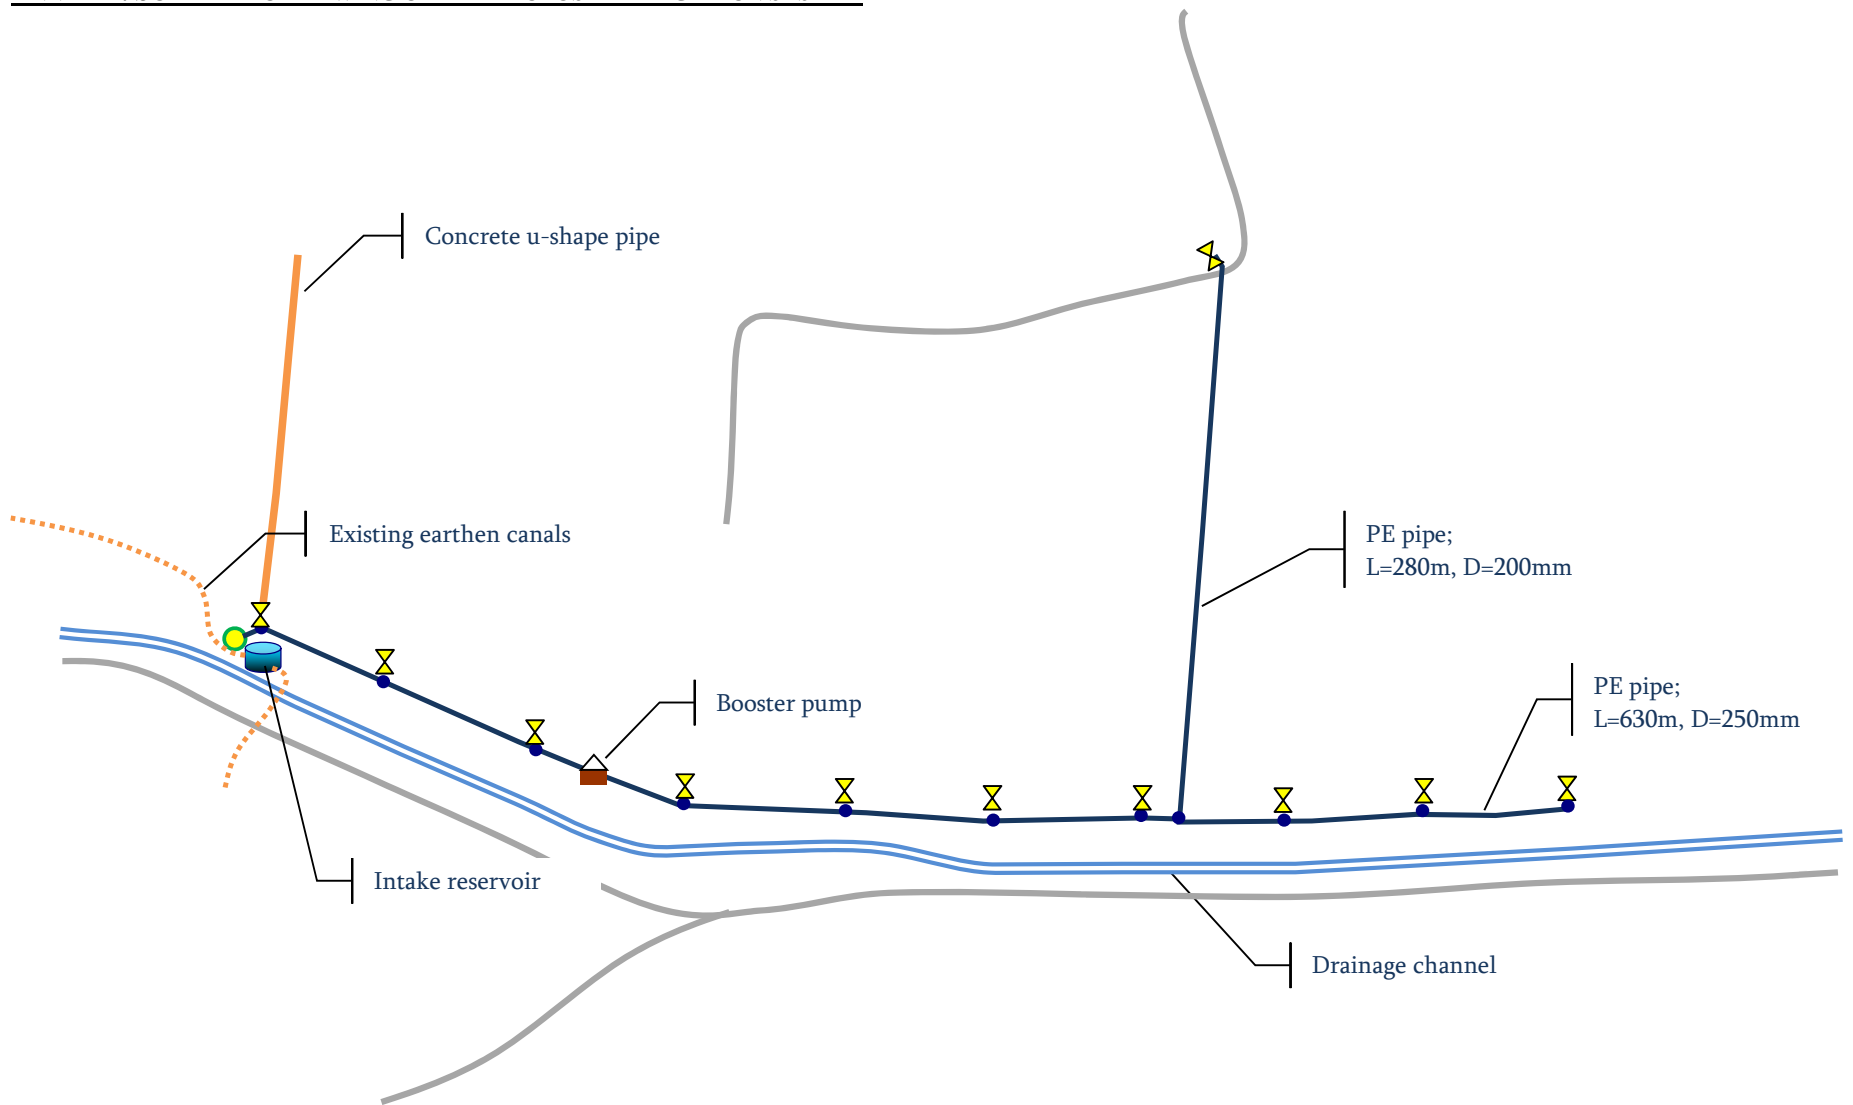 Concrete u-shape pipe
Existing earthen canals
PE pipe;
L=280m, D=200mm
PE pipe;
L=630m, D=250mm
Booster pump
Intake reservoir
Drainage channel